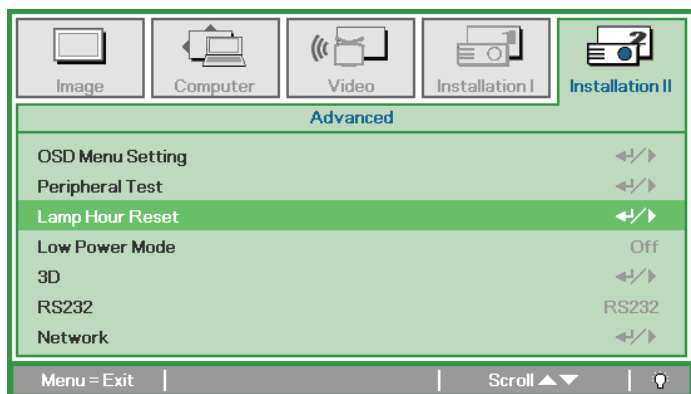 Image Computer Video Installation I Installation II
Advanced
OSD Menu Setting
Peripheral Test
Lamp Hour Reset
Low Power Mode Off
3D
RS232 RS232
Network
Menu = Exit Scroll